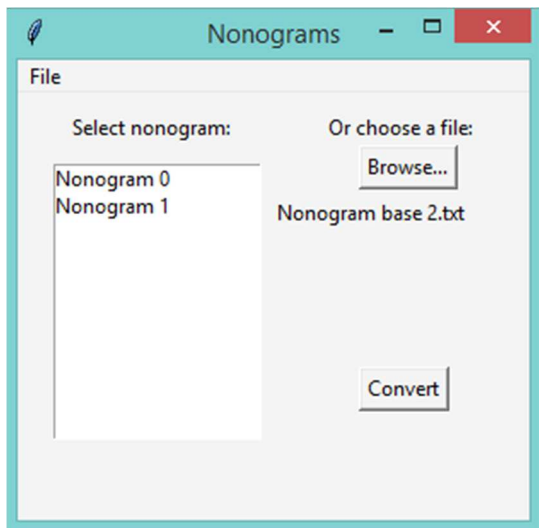 Nonograms
File
Select nonogram:
Or choose a file:
Browse...
Nonogram 0
Nonogram 1
Nonogram base 2.txt
Convert